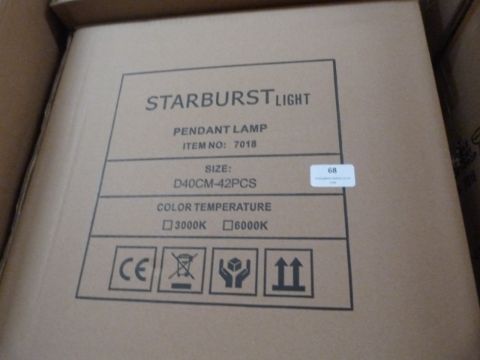 STARBURST LIGHT
PENDANT LAMP
ITEM NO: 7018
SIZE:
D40CM-42PCS
68
COLOR TEMPERATURE
☐3000K ☐6000K
CE